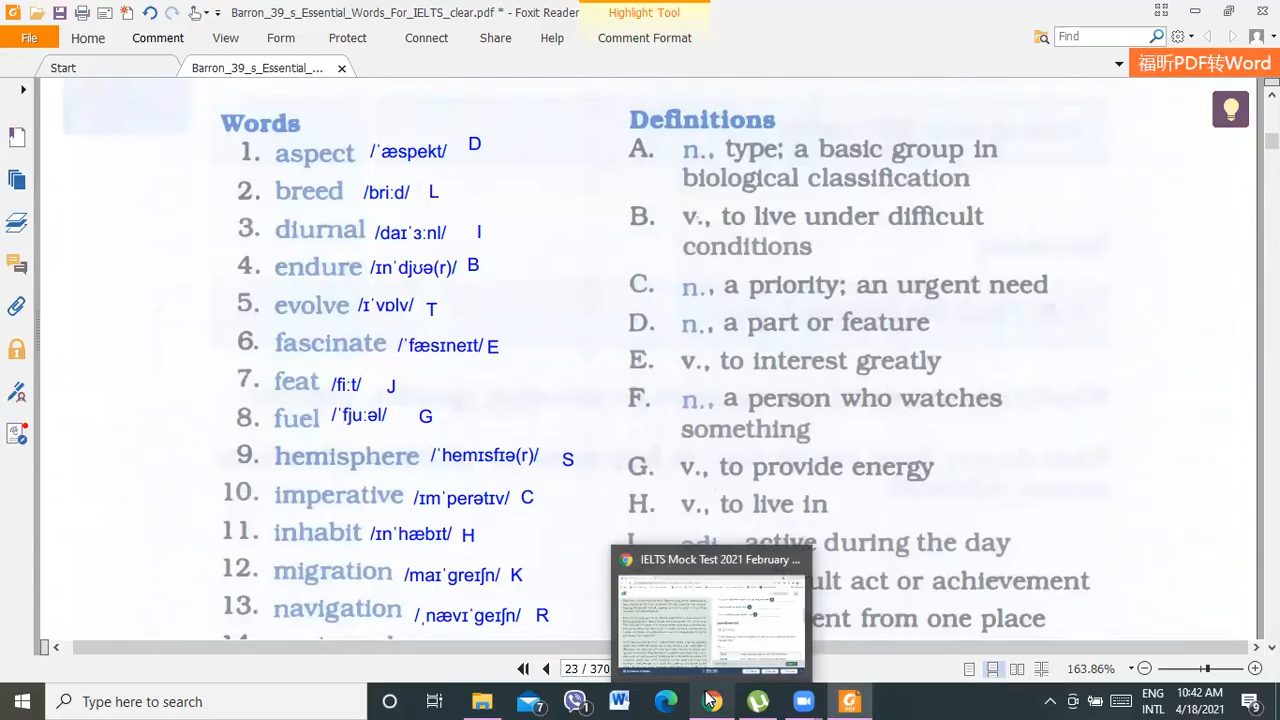 Barron_39_s_Essential_Words_For_IELTS_clear.pdf * - Foxit Reader
Highlight Tool
File Home Comment View Form Protect Connect Share Help Comment Format
Find
Start Barron_39_s_Essential_...
福昕PDF转Word
Words
1. aspect /ˈæspekt/ D
2. breed /briːd/ L
3. diurnal /daɪˈɜːnl/ I
4. endure /ɪnˈdjʊə(r)/ B
5. evolve /ɪˈvɒlv/ T
6. fascinate /ˈfæsɪneɪt/ E
7. feat /fiːt/ J
8. fuel /ˈfjuːəl/ G
9. hemisphere /ˈhemɪsfɪə(r)/ S
10. imperative /ɪmˈperətɪv/ C
11. inhabit /ɪnˈhæbɪt/ H
12. migration /maɪˈɡreɪʃn/ K
13. navigation /ˌnævɪˈɡeɪʃn/ R
Definitions
A. n., type; a basic group in
biological classification
B. v., to live under difficult
conditions
C. n., a priority; an urgent need
D. n., a part or feature
E. v., to interest greatly
F. n., a person who watches
something
G. v., to provide energy
H. v., to live in
active during the day
act or achievemen
from one place
IELTS Mock Test 2021 February ...
/ 370
163.86%
Type here to search
7
1
ENG
INTL
10:42 AM
4/18/2021
9